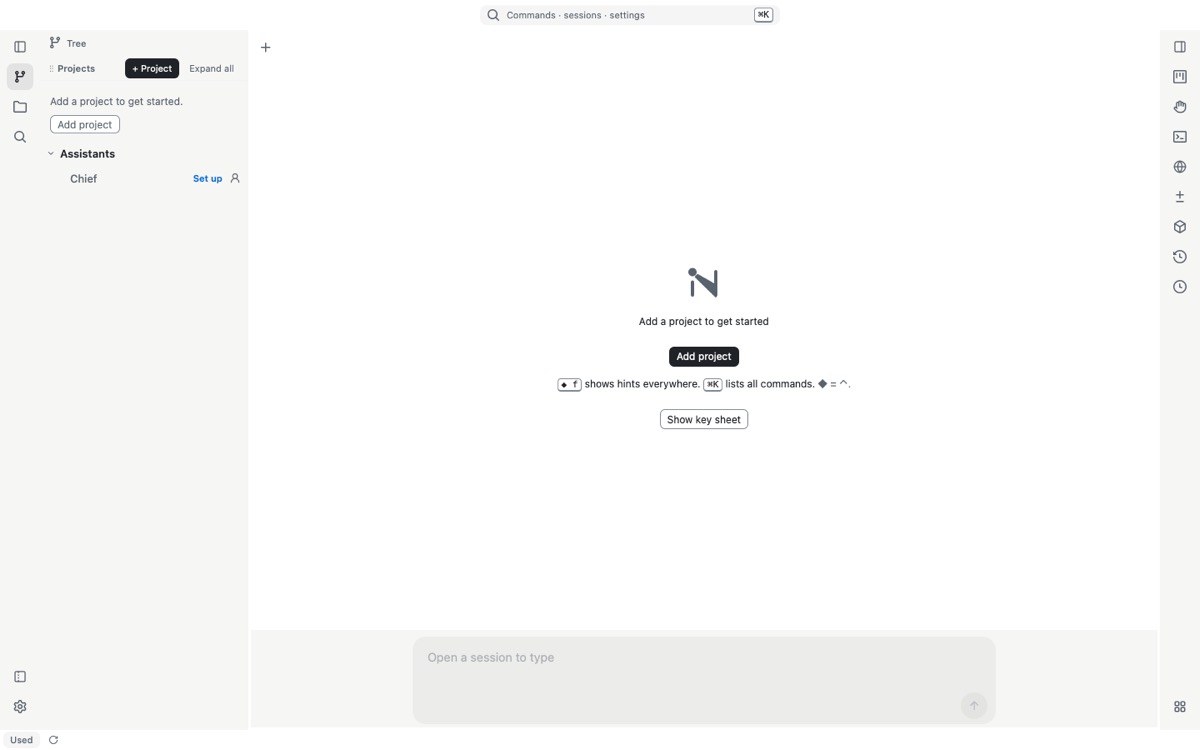 Commands · sessions · settings
⌘K
Tree
Projects
+ Project
Expand all
Add a project to get started.
Add project
Assistants
Chief
Set up
Add a project to get started
Add project
◆ f shows hints everywhere. ⌘K lists all commands. ◆ = ^.
Show key sheet
Open a session to type
Used